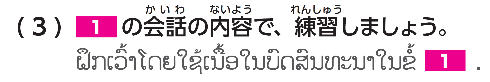 (3) 1 の会話の内容で、練習しましょう。
ຝຶກເວົ້າໂດຍໃຊ້ເນື້ອໃນບົດສົນທະນາໃນຂໍ້ 1 .